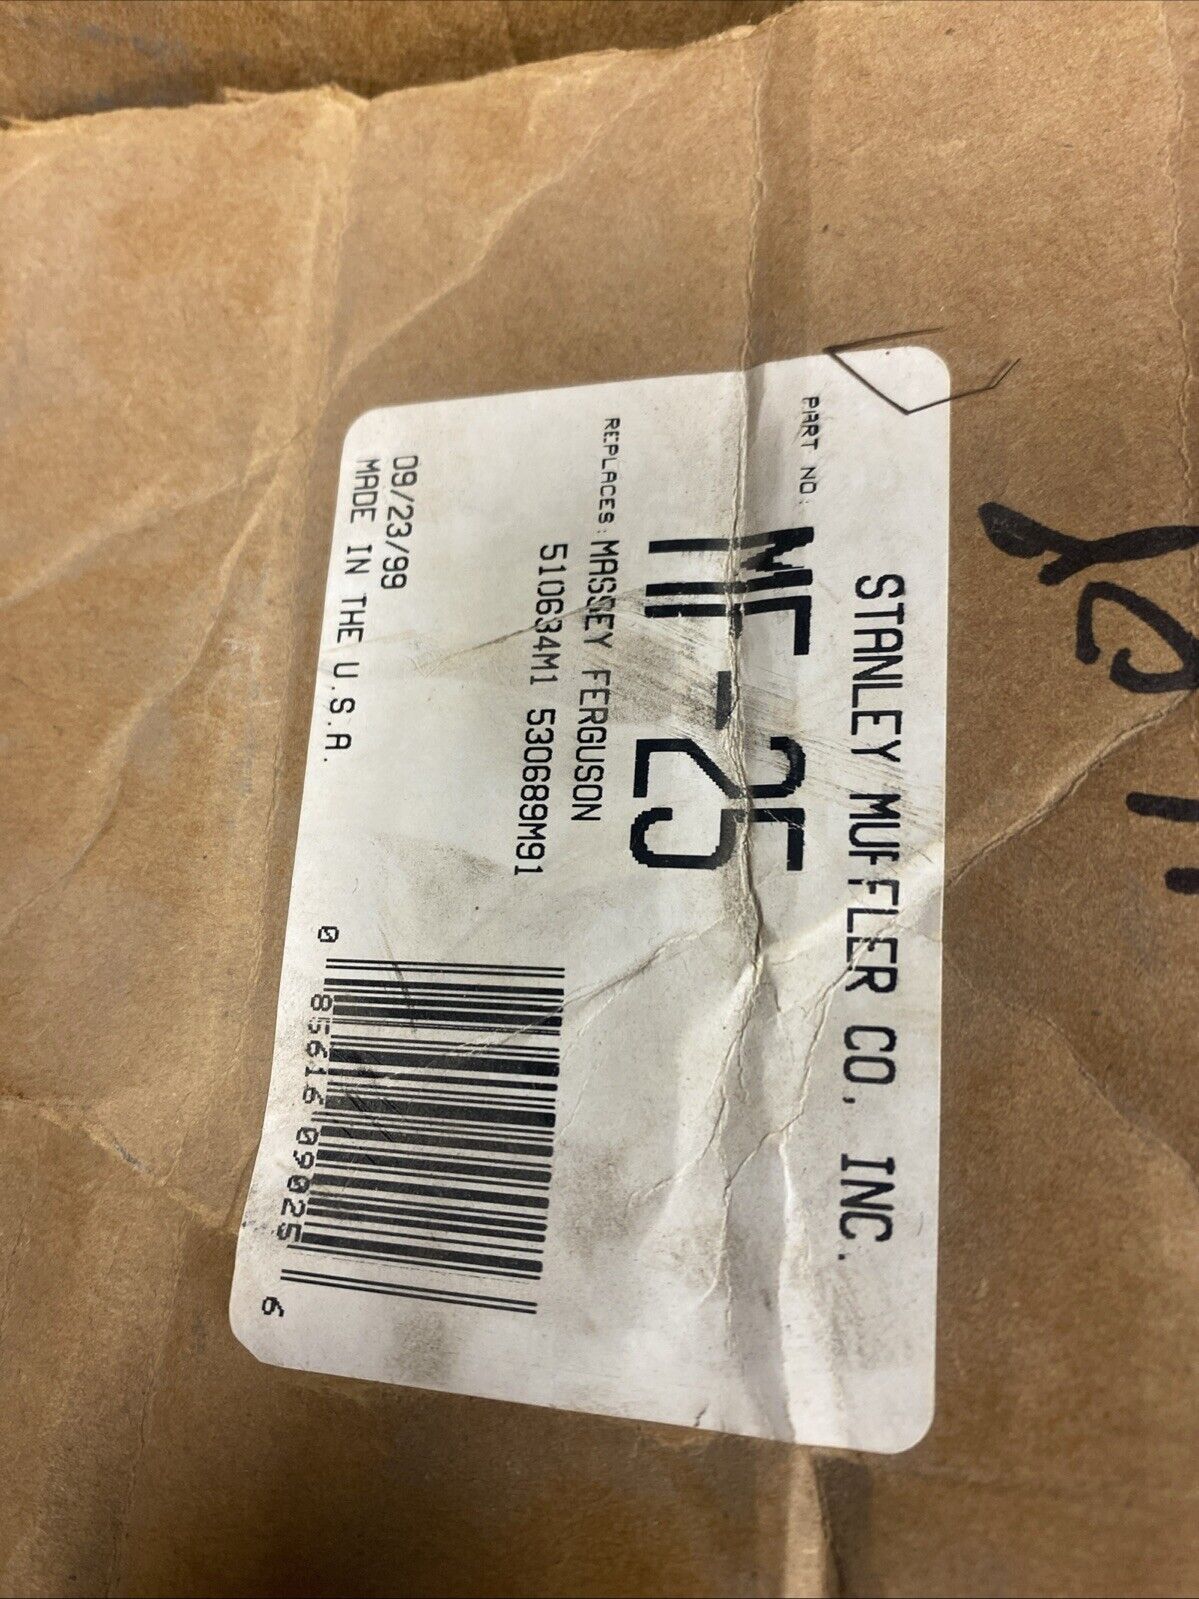 STANLEY MUFFLER CO, INC.
PART NO: MF-25
REPLACES: MASSEY FERGUSON
510634M1 530689M91
09/23/99
MADE IN THE U.S.A.
0 85616 09025 6